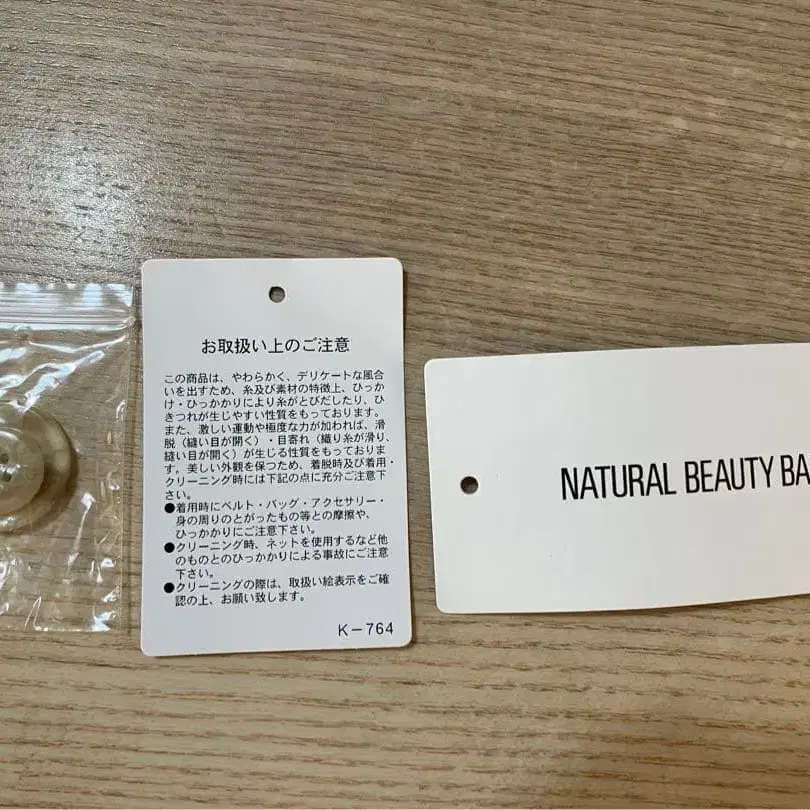 お取扱い上のご注意
この商品は、やわらかく、デリケートな風合
いを出すため、糸及び素材の特徴上、ひっか
け・ひっかかりにより糸がとびだしたり、ひ
きつれが生じやすい性質をもっております。
また、激しい運動や極度な力が加われば、滑
脱（縫い目が開く）・目寄れ（織り糸が滑り、
縫い目が開く）が生じる性質をもっておりま
す。美しい外観を保つため、着脱時及び着用・
クリーニング時には下記の点に充分ご注意下
さい。
●着用時にベルト・バッグ・アクセサリー・
身の周りのとがったもの等との摩擦や、
ひっかかりにご注意下さい。
●クリーニング時、ネットを使用するなど他
のものとのひっかかりによる事故にご注意
下さい。
●クリーニングの際は、取扱い絵表示をご確
認の上、お願い致します。
K－764
NATURAL BEAUTY BA